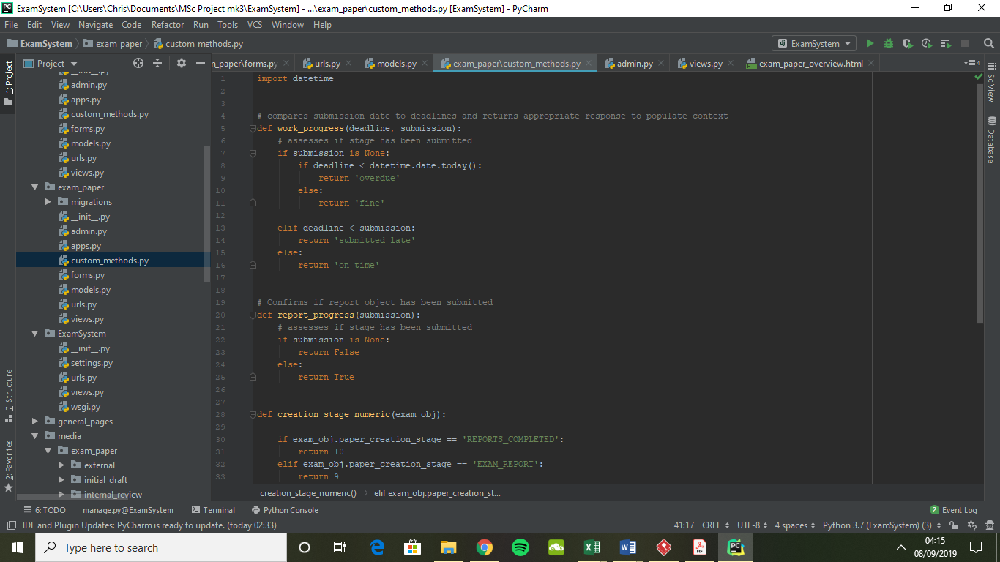 ExamSystem [C:\Users\Chris\Documents\MSc Project mk3\ExamSystem] - ...\exam_paper\custom_methods.py [ExamSystem] - PyCharm
File Edit View Navigate Code Refactor Run Tools VCS Window Help
ExamSystem exam_paper custom_methods.py ExamSystem
Project m_paper\forms.py urls.py models.py exam_paper\custom_methods.py admin.py views.py exam_paper_overview.html 4
1: Project
7: Structure
2: Favorites
__init__.py
admin.py
apps.py
custom_methods.py
forms.py
models.py
urls.py
views.py
exam_paper
migrations
__init__.py
admin.py
apps.py
custom_methods.py
forms.py
models.py
urls.py
views.py
ExamSystem
__init__.py
settings.py
urls.py
views.py
wsgi.py
general_pages
media
exam_paper
external
initial_draft
internal_review
1 import datetime
2
3
4 # compares submission date to deadlines and returns appropriate response to populate context
5 def work_progress(deadline, submission):
6 # assesses if stage has been submitted
7 if submission is None:
8 if deadline < datetime.date.today():
9 return 'overdue'
10 else:
11 return 'fine'
12
13 elif deadline < submission:
14 return 'submitted late'
15 else:
16 return 'on time'
17
18
19 # Confirms if report object has been submitted
20 def report_progress(submission):
21 # assesses if stage has been submitted
22 if submission is None:
23 return False
24 else:
25 return True
26
27
28 def creation_stage_numeric(exam_obj):
29
30 if exam_obj.paper_creation_stage == 'REPORTS_COMPLETED':
31 return 10
32 elif exam_obj.paper_creation_stage == 'EXAM_REPORT':
33 return 9
SciView
Database
creation_stage_numeric() elif exam_obj.paper_creation_st...
6: TODO manage.py@ExamSystem Terminal Python Console 2 Event Log
IDE and Plugin Updates: PyCharm is ready to update. (today 02:33) 41:17 CRLF UTF-8 4 spaces Python 3.7 (ExamSystem) (3)
Type here to search
04:15
08/09/2019